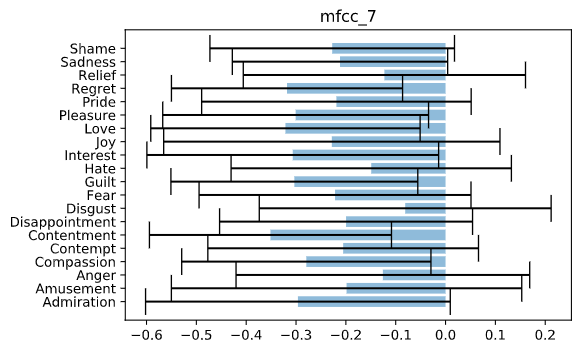 mfcc_7
Shame
Sadness
Relief
Regret
Pride
Pleasure
Love
Joy
Interest
Hate
Guilt
Fear
Disgust
Disappointment
Contentment
Contempt
Compassion
Anger
Amusement
Admiration
−0.6 −0.5 −0.4 −0.3 −0.2 −0.1 0.0 0.1 0.2